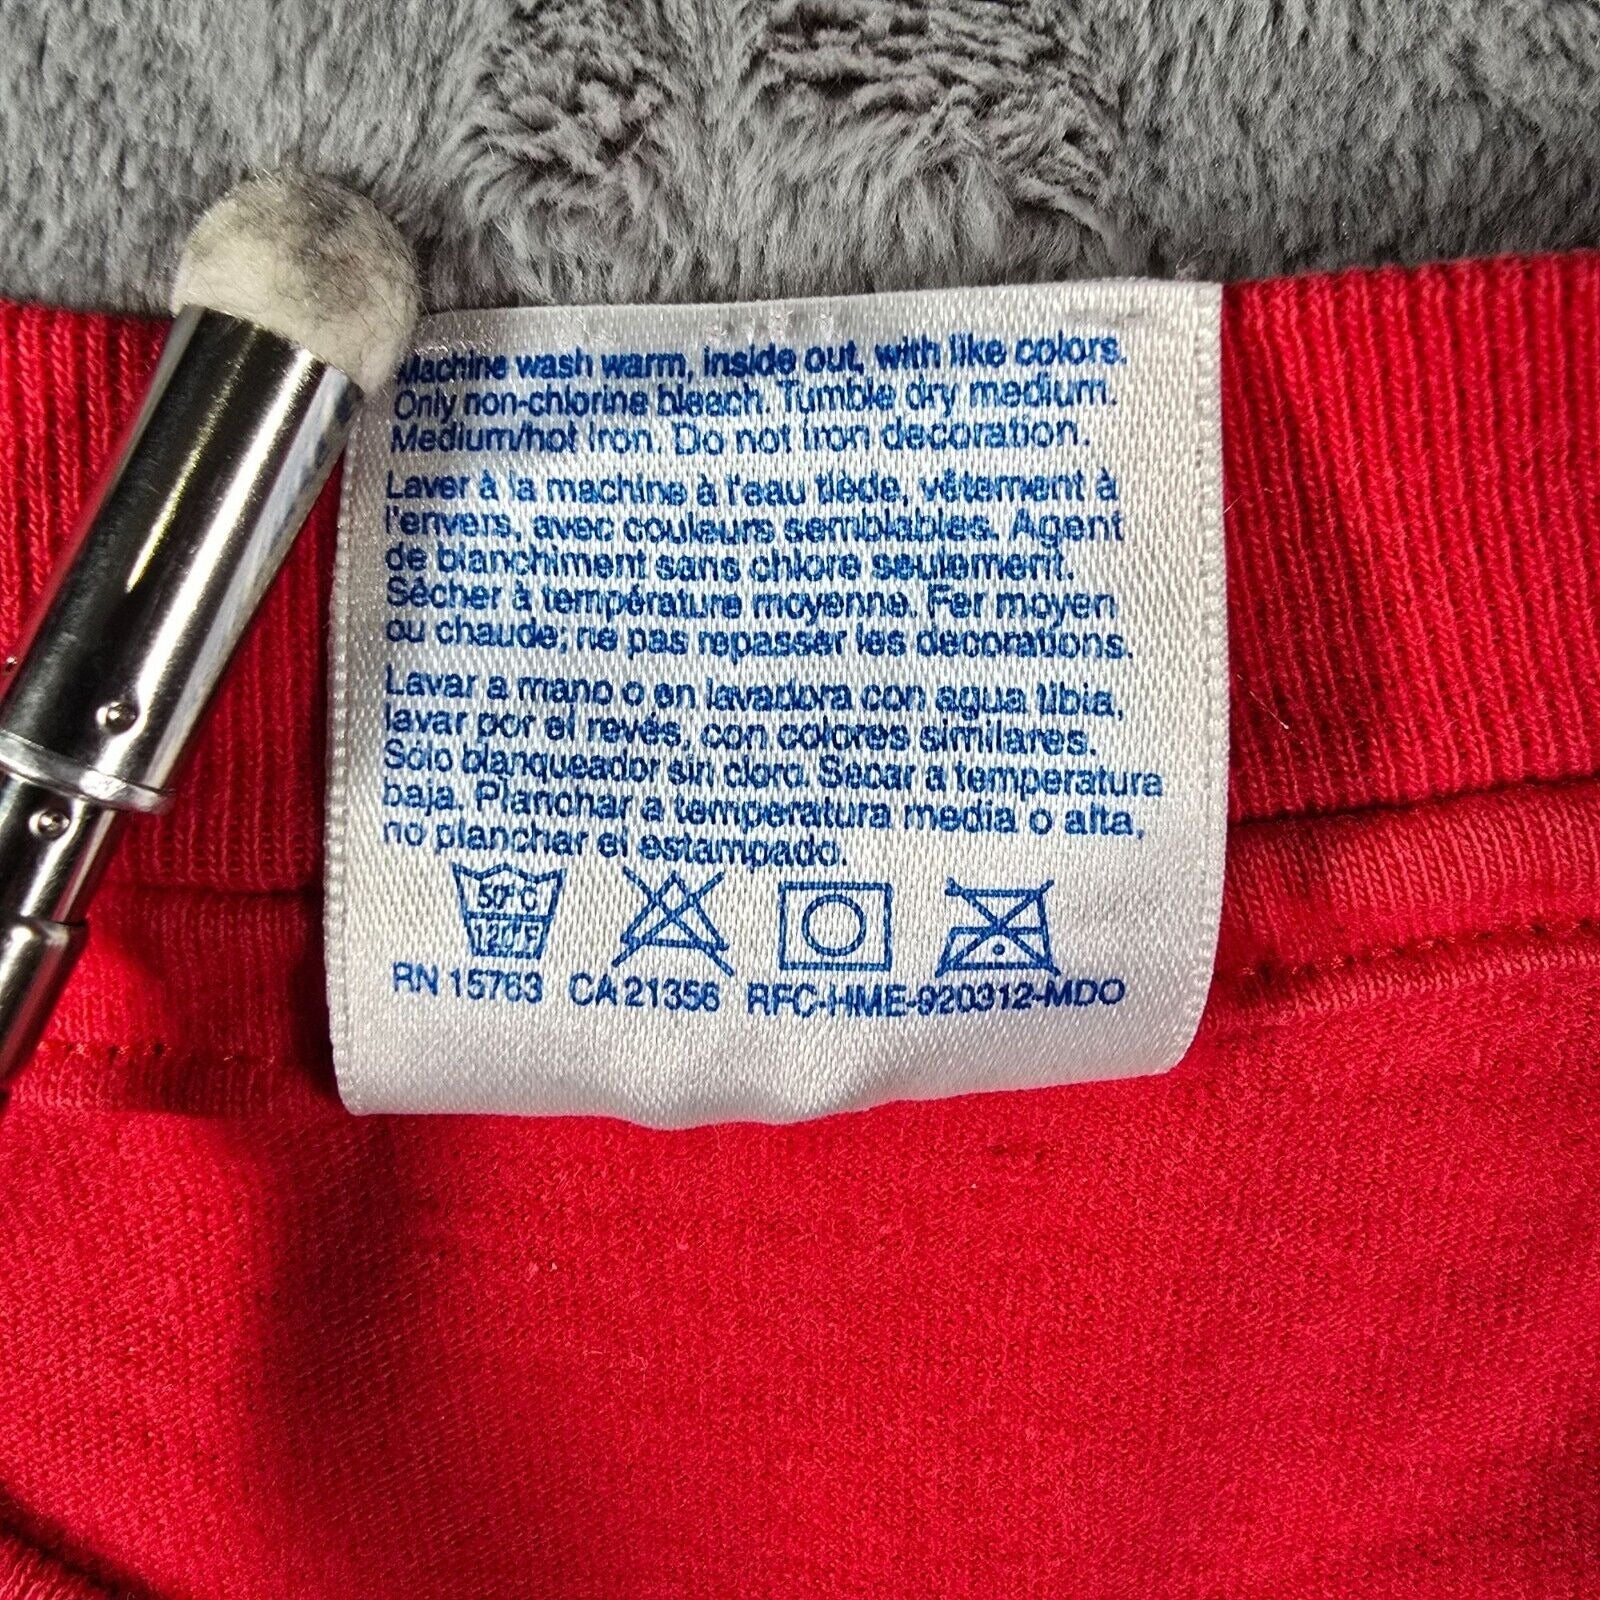 Machine wash warm, inside out, with like colors.
Only non-chlorine bleach. Tumble dry medium.
Medium/hot iron. Do not iron decoration.
Laver à la machine à l'eau tiède, vêtement à
l'envers, avec couleurs semblables. Agent
de blanchiment sans chlore seulement.
Sécher à température moyenne. Fer moyen
ou chaude; ne pas repasser les decorations.
Lavar a mano o en lavadora con agua tibia,
lavar por el revés, con colores similares.
Sólo blanqueador sin cloro. Secar a temperatura
baja. Planchar a temperatura media o alta,
no planchar el estampado.
50°C
120°F
RN 15763 CA 21356 RFC-HME-920312-MDO